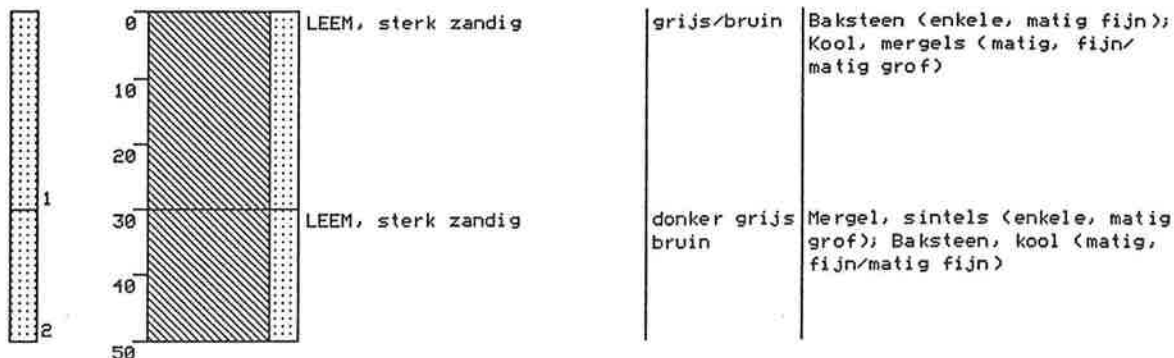 0
LEEM, sterk zandig
grijs/bruin
Baksteen (enkele, matig fijn);
Kool, mergels (matig, fijn/
matig grof)
10
20
1
30
LEEM, sterk zandig
donker grijs
bruin
Mergel, sintels (enkele, matig
grof); Baksteen, kool (matig,
fijn/matig fijn)
40
2
50